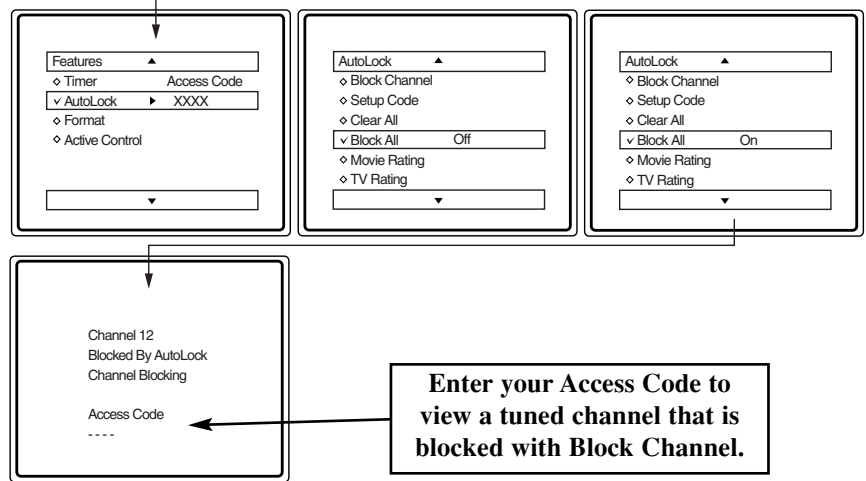 Features ▲
◇ Timer Access Code
✓ AutoLock ▶ XXXX
◇ Format
◇ Active Control
▼
AutoLock ▲
◇ Block Channel
◇ Setup Code
◇ Clear All
✓ Block All Off
◇ Movie Rating
◇ TV Rating
▼
AutoLock ▲
◇ Block Channel
◇ Setup Code
◇ Clear All
✓ Block All On
◇ Movie Rating
◇ TV Rating
▼
Channel 12
Blocked By AutoLock
Channel Blocking
Access Code
- - - -
Enter your Access Code to
view a tuned channel that is
blocked with Block Channel.